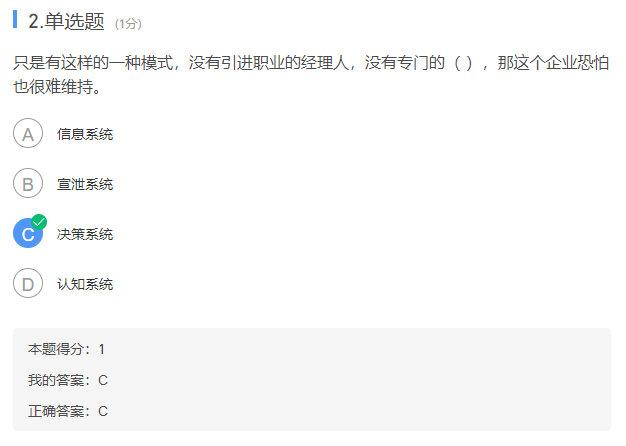 2.单选题 (1分)
只是有这样的一种模式，没有引进职业的经理人，没有专门的（ ），那这个企业恐怕
也很难维持。
A 信息系统
B 宣泄系统
C 决策系统
D 认知系统
本题得分：1
我的答案：C
正确答案：C